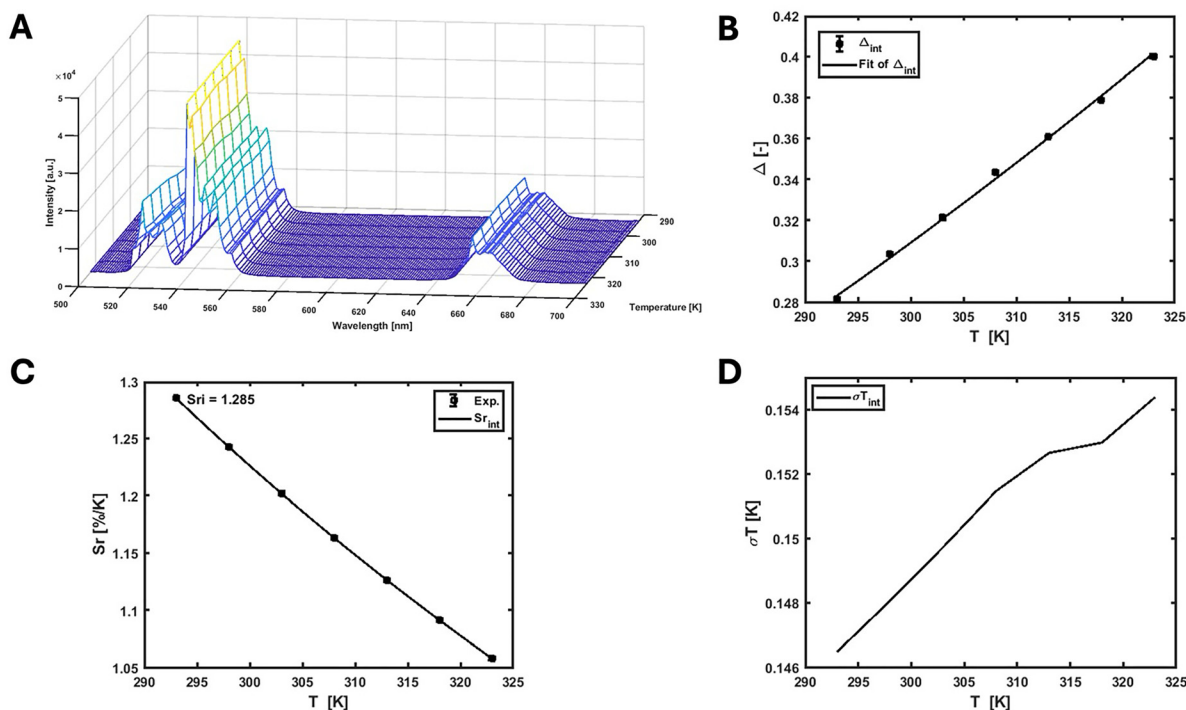 A
×10⁴
5
4
3
2
1
0
Intensity [a.u.]
500
520
540
560
580
600
620
640
660
680
700
Wavelength [nm]
290
300
310
320
330
Temperature [K]
B
0.42
0.4
0.38
0.36
0.34
0.32
0.3
0.28
Δ [-]
Δint
Fit of Δint
290 295 300 305 310 315 320 325
T [K]
C
1.3
1.25
1.2
1.15
1.1
1.05
Sr [%/K]
Sri = 1.285
Exp.
Srint
290 295 300 305 310 315 320 325
T [K]
D
0.154
0.152
0.15
0.148
0.146
σT [K]
σTint
290 295 300 305 310 315 320 325
T [K]